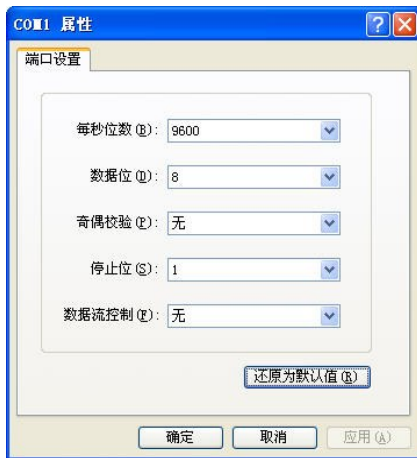 COM1 属性
端口设置
每秒位数(B): 9600
数据位(D): 8
奇偶校验(P): 无
停止位(S): 1
数据流控制(F): 无
还原为默认值(R)
确定 取消 应用(A)